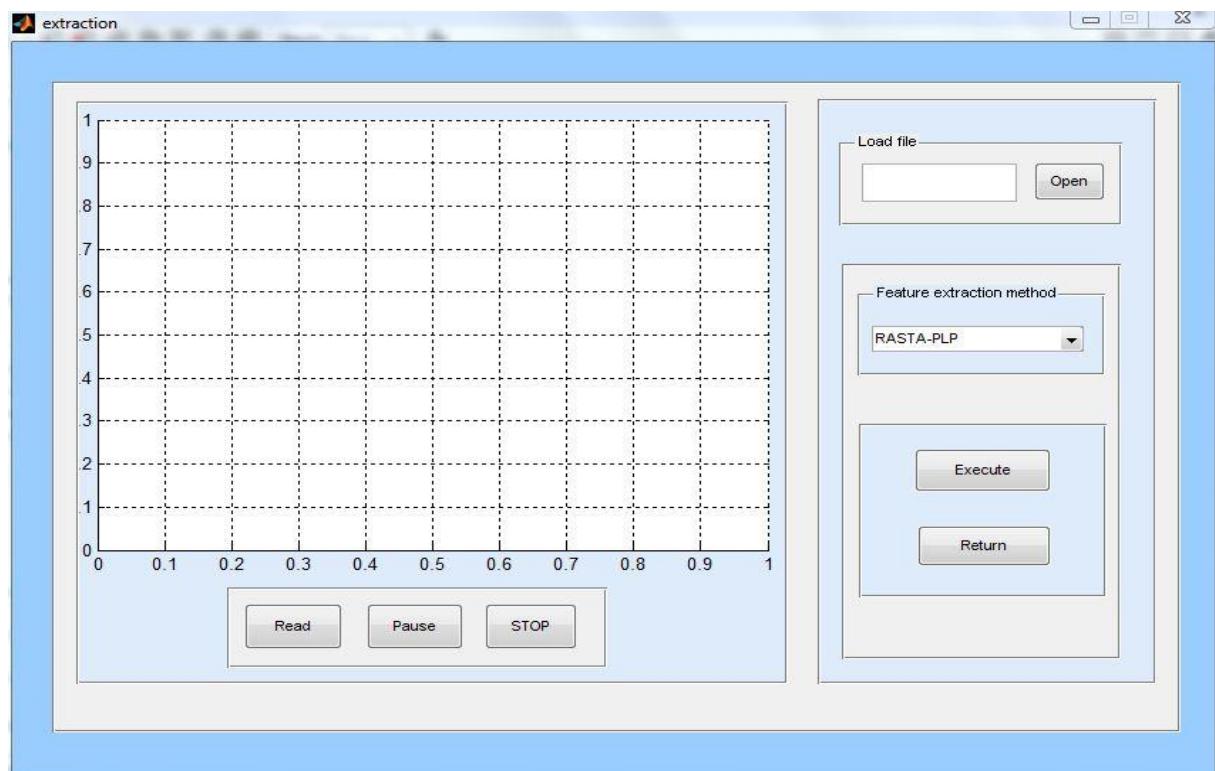 extraction
1
.9
.8
.7
.6
.5
.4
.3
.2
.1
0
0 0.1 0.2 0.3 0.4 0.5 0.6 0.7 0.8 0.9 1
Read Pause STOP
Load file
Open
Feature extraction method
RASTA-PLP
Execute
Return